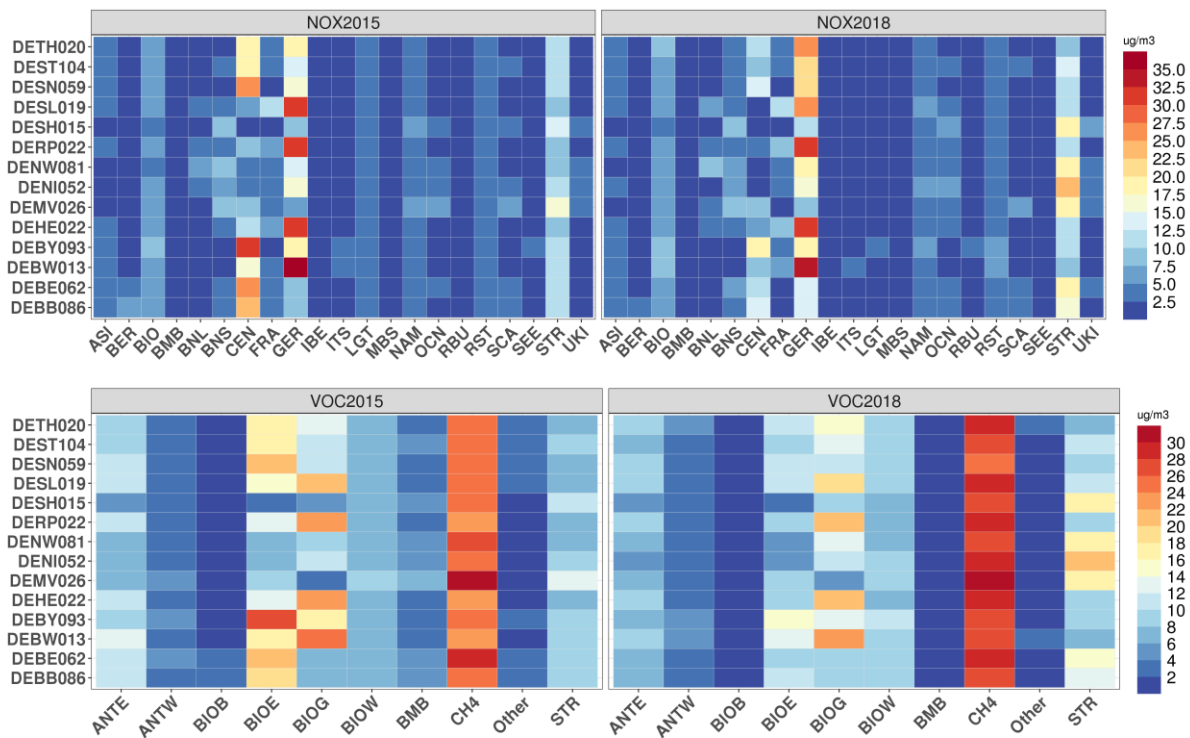 NOX2015 NOX2018
ug/m3
DETH020
DEST104
DESN059
DESL019
DESH015
DERP022
DENW081
DENI052
DEMV026
DEHE022
DEBY093
DEBW013
DEBE062
DEBB086
35.0
32.5
30.0
27.5
25.0
22.5
20.0
17.5
15.0
12.5
10.0
7.5
5.0
2.5
ASI BER BIO BMB BNL BNS CEN FRA GER IBE ITS LGT MBS NAM OCN RBU RST SCA SEE STR UKI
ASI BER BIO BMB BNL BNS CEN FRA GER IBE ITS LGT MBS NAM OCN RBU RST SCA SEE STR UKI
VOC2015 VOC2018
ug/m3
DETH020
DEST104
DESN059
DESL019
DESH015
DERP022
DENW081
DENI052
DEMV026
DEHE022
DEBY093
DEBW013
DEBE062
DEBB086
30
28
26
24
22
20
18
16
14
12
10
8
6
4
2
ANTE ANTW BIOB BIOE BIOG BIOW BMB CH4 Other STR
ANTE ANTW BIOB BIOE BIOG BIOW BMB CH4 Other STR